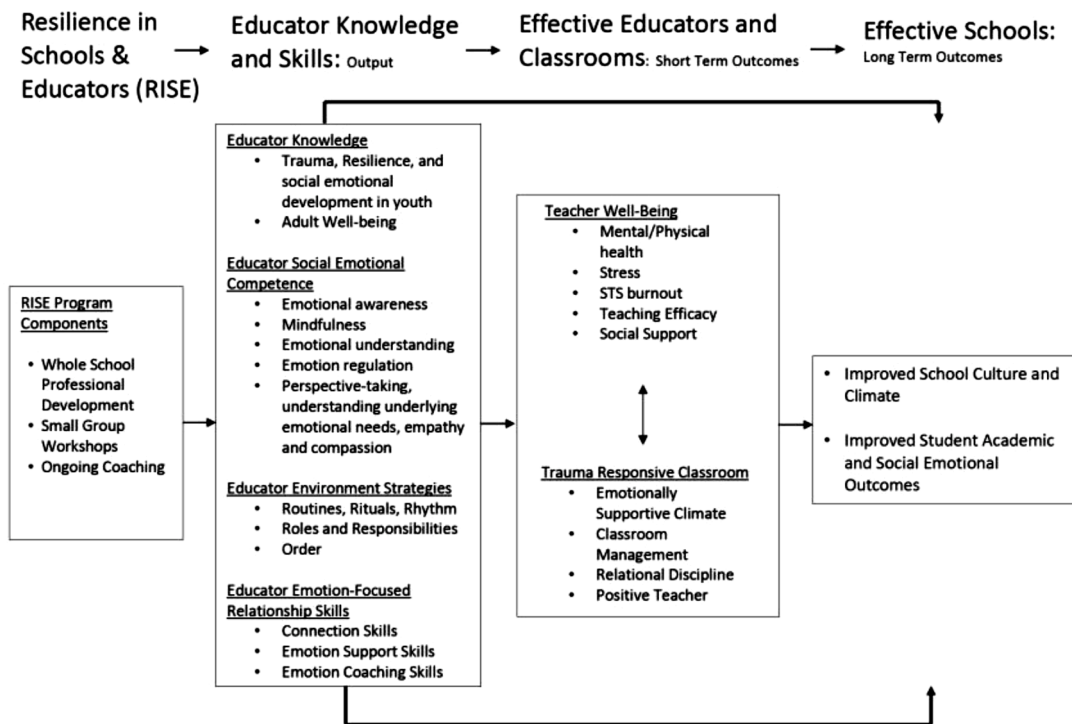 Resilience in
Schools &
Educators (RISE)
Educator Knowledge
and Skills: Output
Effective Educators and
Classrooms: Short Term Outcomes
Effective Schools:
Long Term Outcomes
RISE Program
Components
• Whole School
Professional
Development
• Small Group
Workshops
• Ongoing Coaching
Educator Knowledge
• Trauma, Resilience, and
social emotional
development in youth
• Adult Well-being
Educator Social Emotional
Competence
• Emotional awareness
• Mindfulness
• Emotional understanding
• Emotion regulation
• Perspective-taking,
understanding underlying
emotional needs, empathy
and compassion
Educator Environment Strategies
• Routines, Rituals, Rhythm
• Roles and Responsibilities
• Order
Educator Emotion-Focused
Relationship Skills
• Connection Skills
• Emotion Support Skills
• Emotion Coaching Skills
Teacher Well-Being
• Mental/Physical
health
• Stress
• STS burnout
• Teaching Efficacy
• Social Support
Trauma Responsive Classroom
• Emotionally
Supportive Climate
• Classroom
Management
• Relational Discipline
• Positive Teacher
• Improved School Culture and
Climate
• Improved Student Academic
and Social Emotional
Outcomes